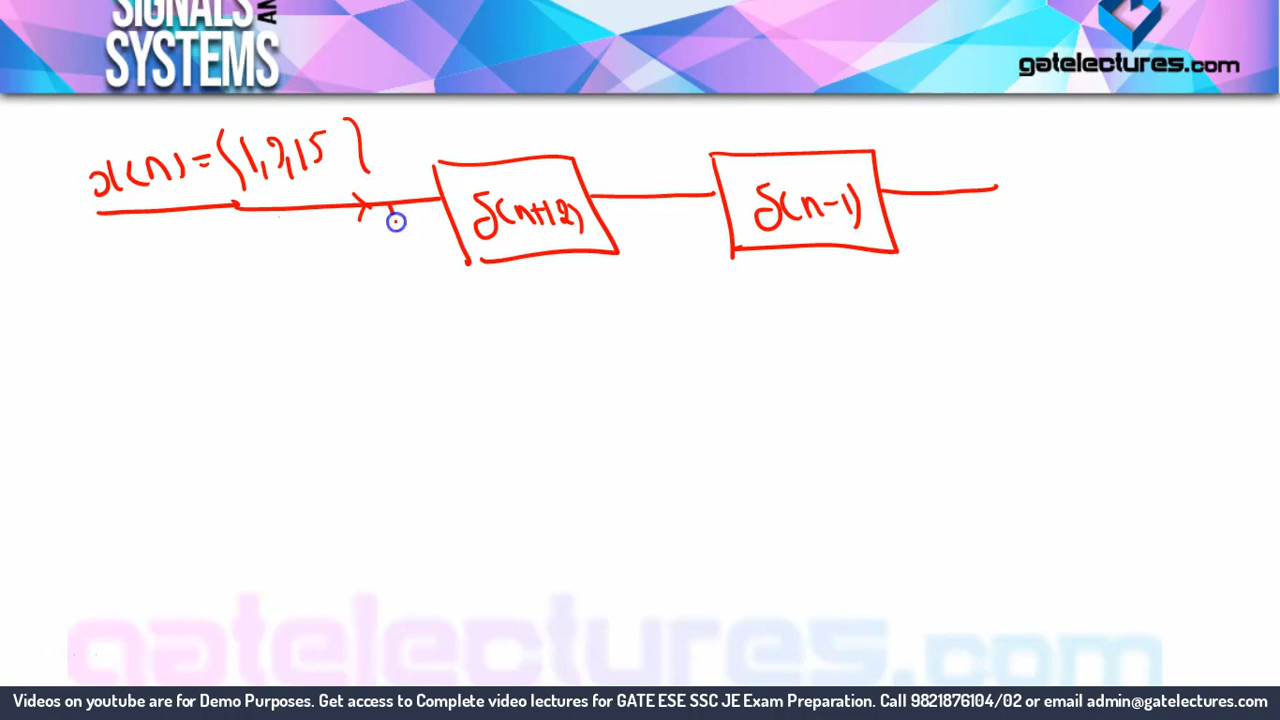 SIGNALS AND
SYSTEMS
gatelectures.com
x(n) = {1,2,15}
δ(n+2)
δ(n-1)
gatelectures.com
Videos on youtube are for Demo Purposes. Get access to Complete video lectures for GATE ESE SSC JE Exam Preparation. Call 9821876104/02 or email admin@gatelectures.com